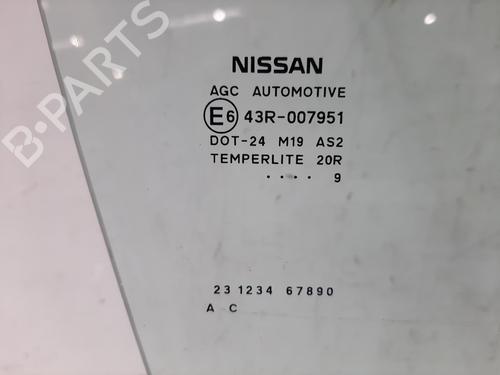 B-PARTS
NISSAN
AGC AUTOMOTIVE
E6 43R-007951
DOT-24 M19 AS2
TEMPERLITE 20R
.... 9
23 1234 67890
A C